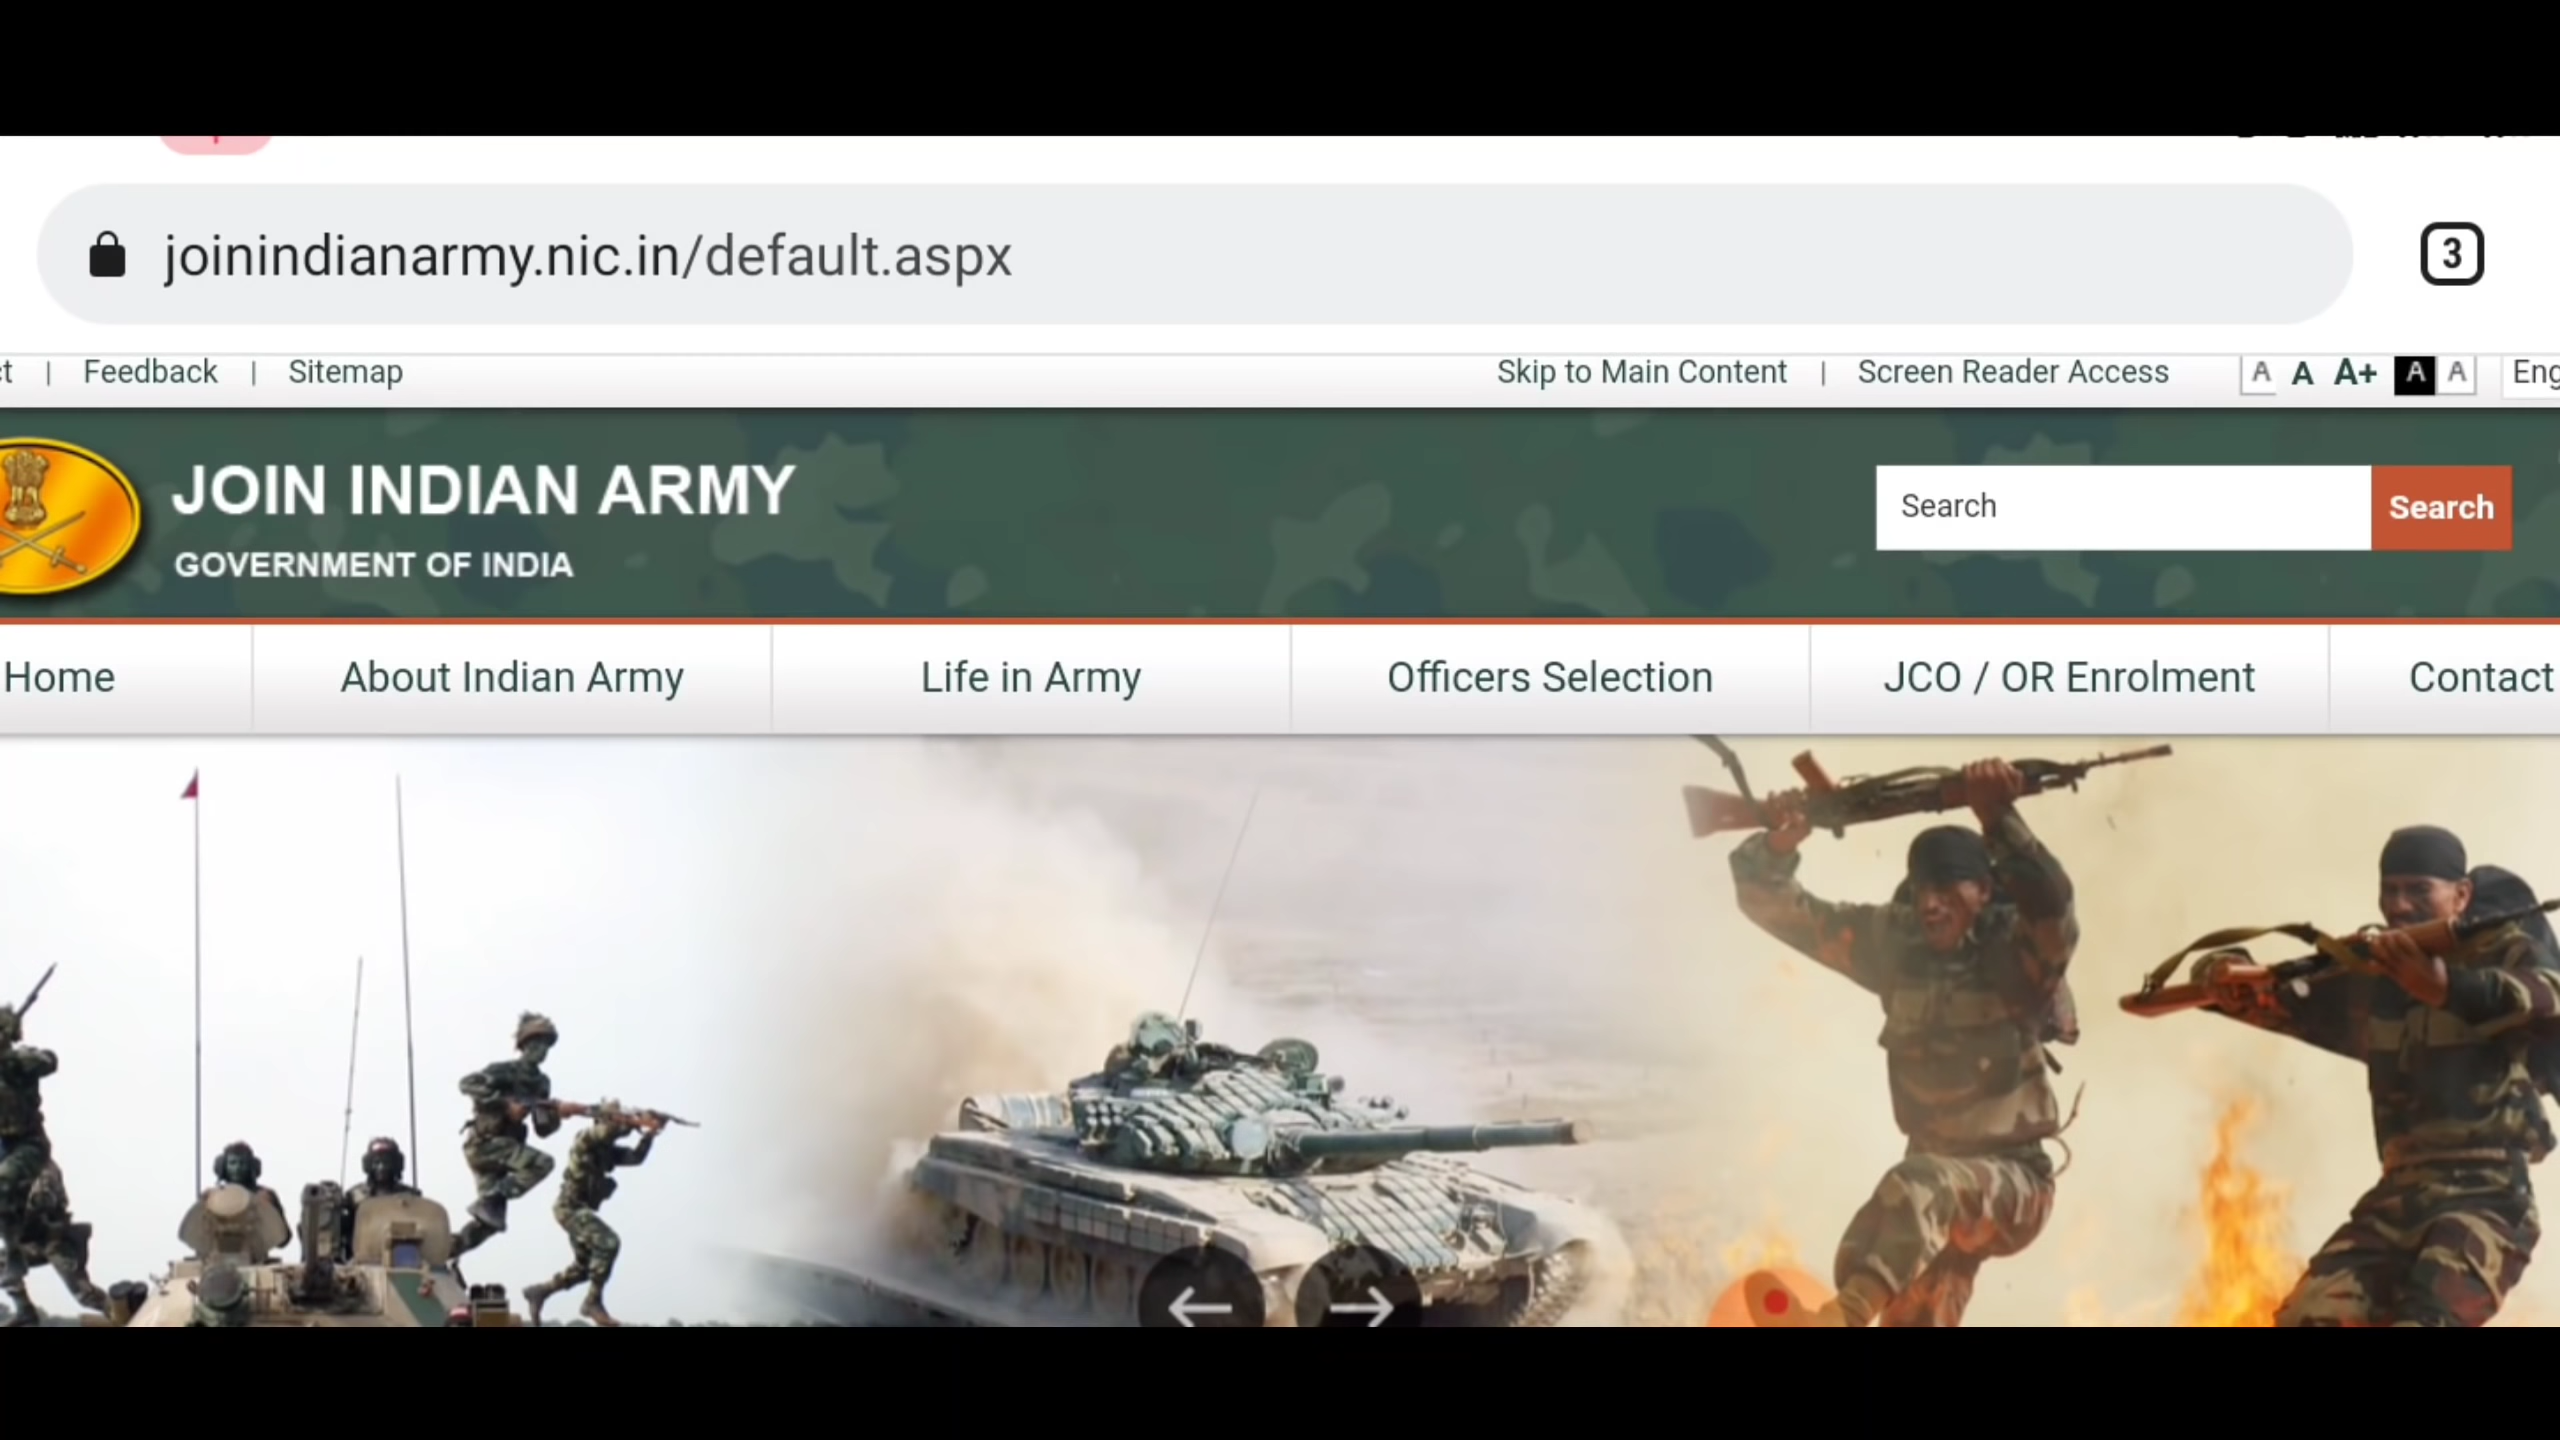 joinindianarmy.nic.in/default.aspx
3
| Feedback | Sitemap
Skip to Main Content | Screen Reader Access
A A A+ A A
JOIN INDIAN ARMY
GOVERNMENT OF INDIA
Search Search
Home About Indian Army Life in Army Officers Selection JCO / OR Enrolment Contact